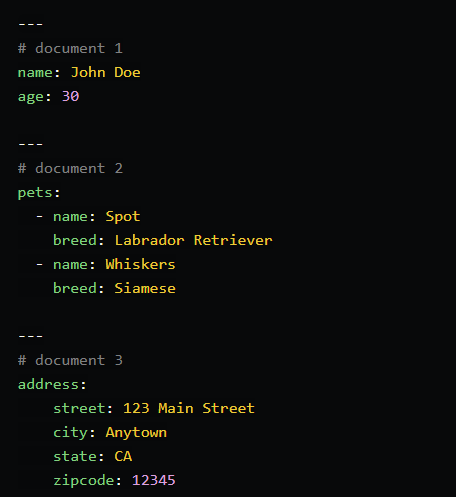 ---
# document 1
name: John Doe
age: 30

---
# document 2
pets:
  - name: Spot
    breed: Labrador Retriever
  - name: Whiskers
    breed: Siamese

---
# document 3
address:
    street: 123 Main Street
    city: Anytown
    state: CA
    zipcode: 12345